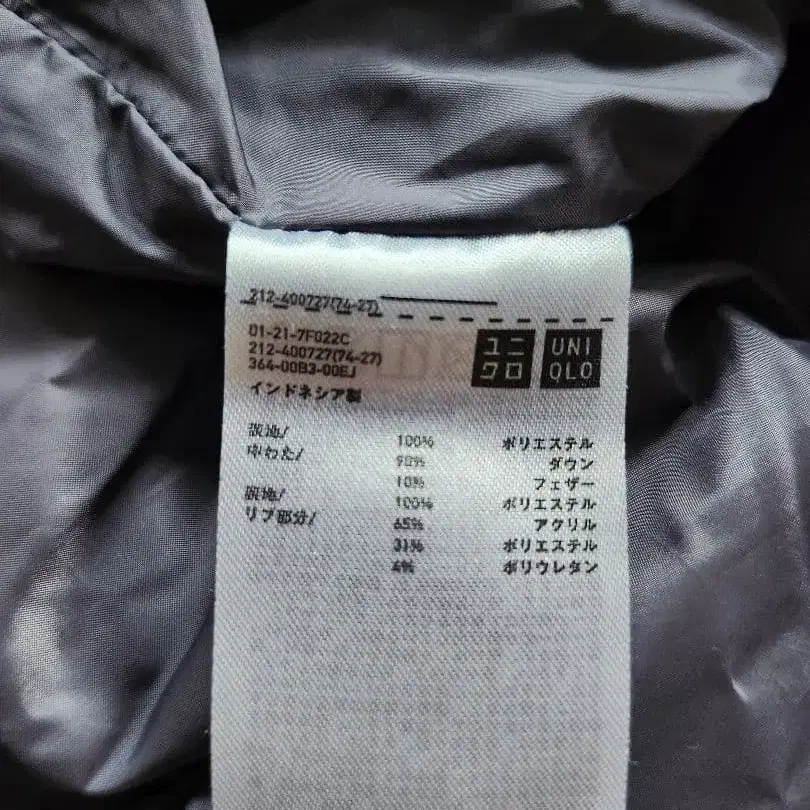 212-400727(74-27)
01-21-7F022C
212-400727(74-27)
364-00B3-00EJ
インドネシア製
ユニ
クロ
UNI
QLO
表地/ 100% ポリエステル
中わた/ 90% ダウン
10% フェザー
裏地/ 100% ポリエステル
リブ部分/ 65% アクリル
31% ポリエステル
4% ポリウレタン